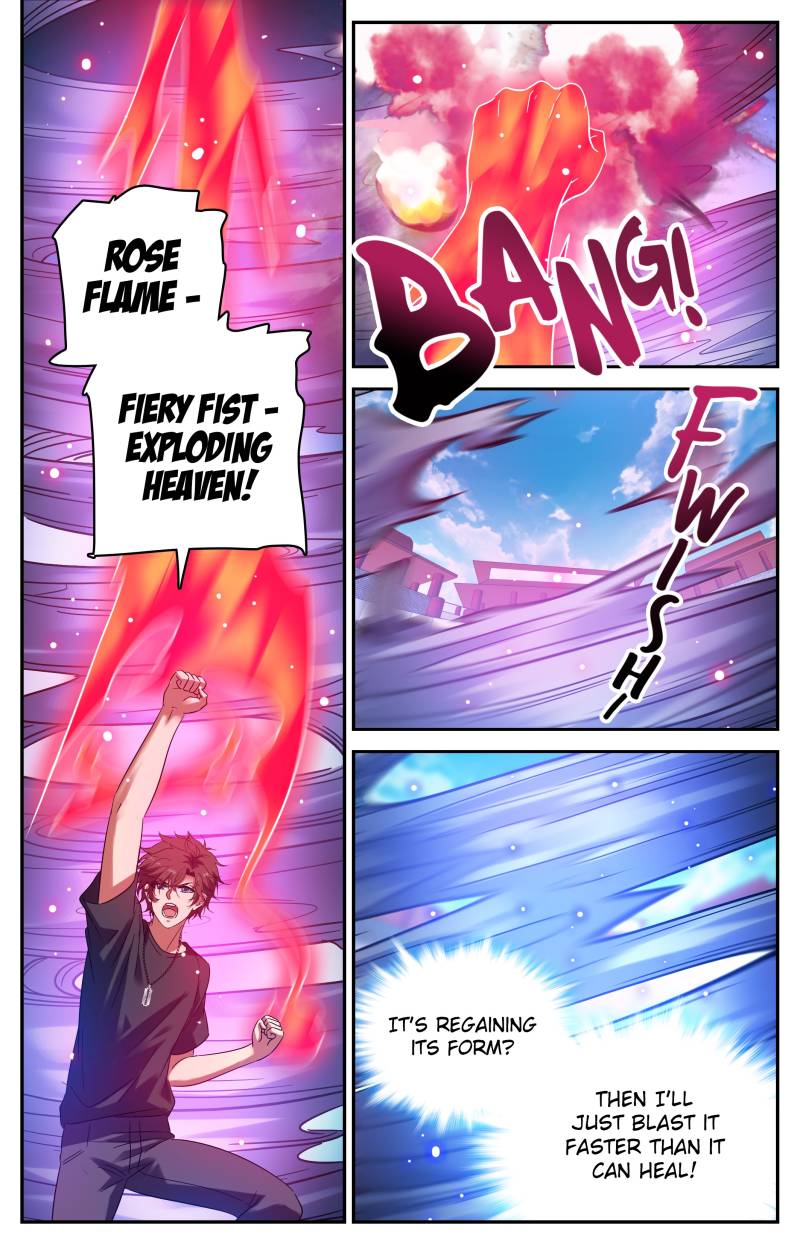 ROSE
FLAME –
FIERY FIST –
EXPLODING
HEAVEN!
BANG!
FWISH
IT'S REGAINING
ITS FORM?
THEN I'LL
JUST BLAST IT
FASTER THAN IT
CAN HEAL!